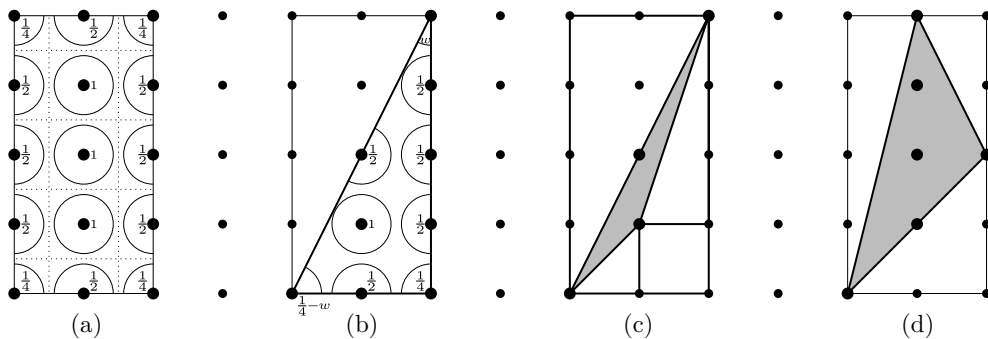 1/4 1/2 1/4 w
1/2 1 1/2 1/2
1/2 1 1/2 1/2 1/2
1/2 1 1/2 1 1/2
1/4 1/2 1/4 1/2 1/4
1/4−w
(a) (b) (c) (d)